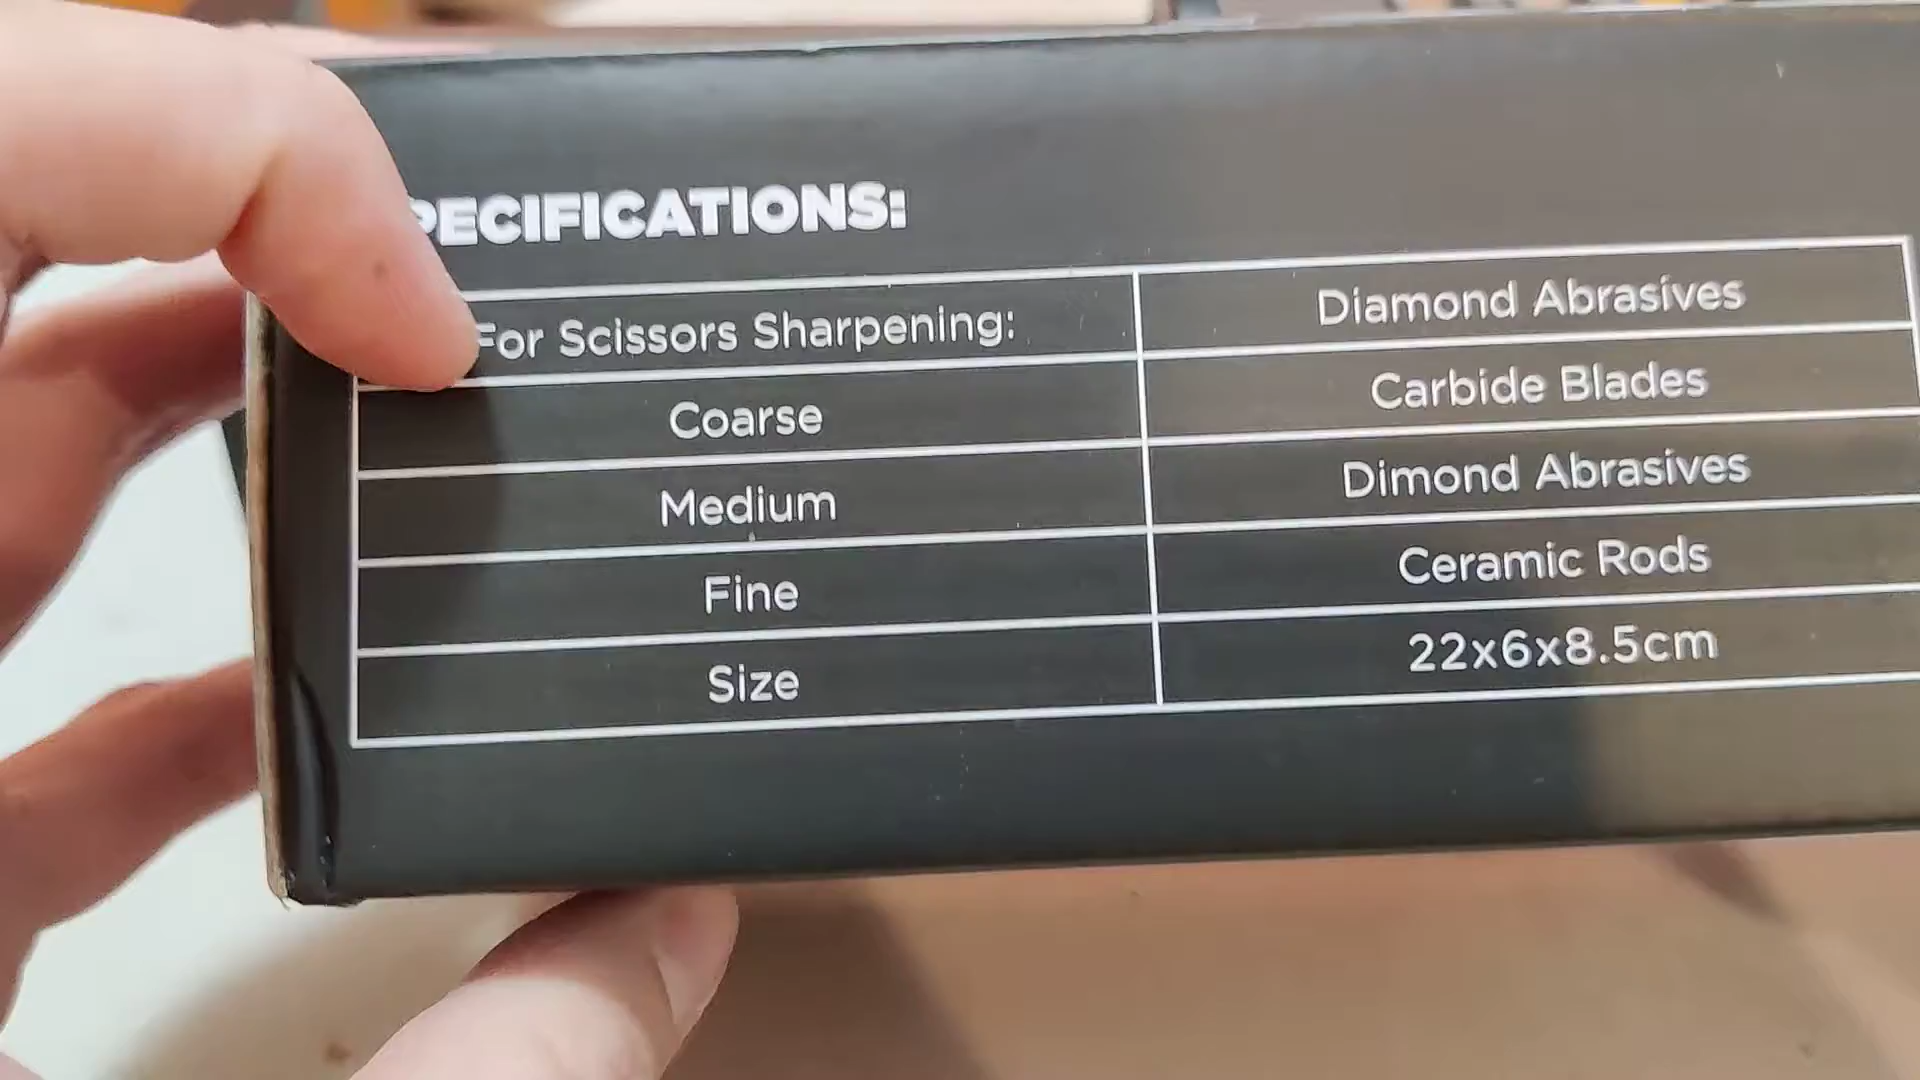 PECIFICATIONS:
For Scissors Sharpening: Diamond Abrasives
Coarse Carbide Blades
Medium Dimond Abrasives
Fine Ceramic Rods
Size 22x6x8.5cm